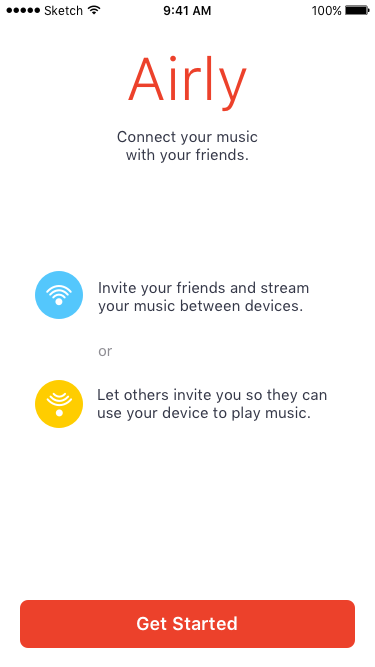 Sketch 9:41 AM 100%
Airly
Connect your music
with your friends.
Invite your friends and stream
your music between devices.
or
Let others invite you so they can
use your device to play music.
Get Started